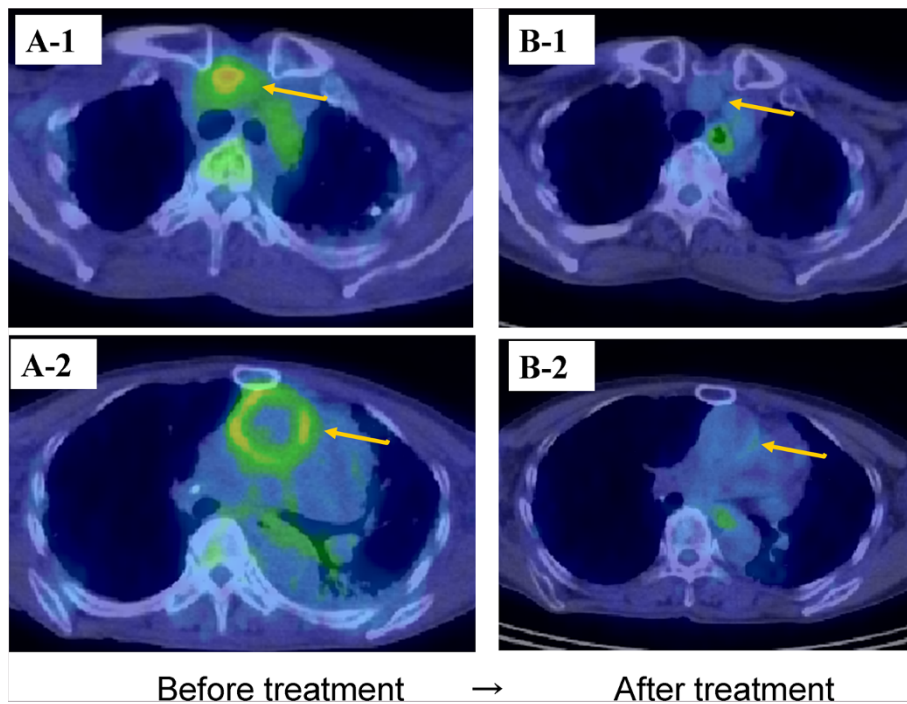 A-1
B-1
A-2
B-2
Before treatment → After treatment